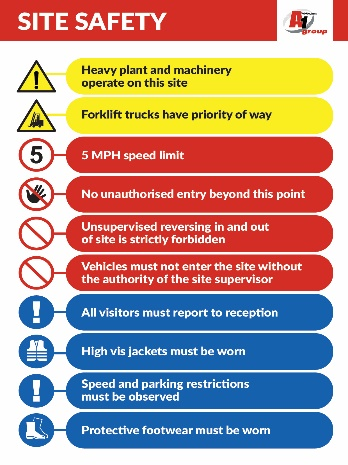 SITE SAFETY
A1
group
Heavy plant and machinery
operate on this site
Forklift trucks have priority of way
5
5 MPH speed limit
No unauthorised entry beyond this point
Unsupervised reversing in and out
of site is strictly forbidden
Vehicles must not enter the site without
the authority of the site supervisor
All visitors must report to reception
High vis jackets must be worn
Speed and parking restrictions
must be observed
Protective footwear must be worn